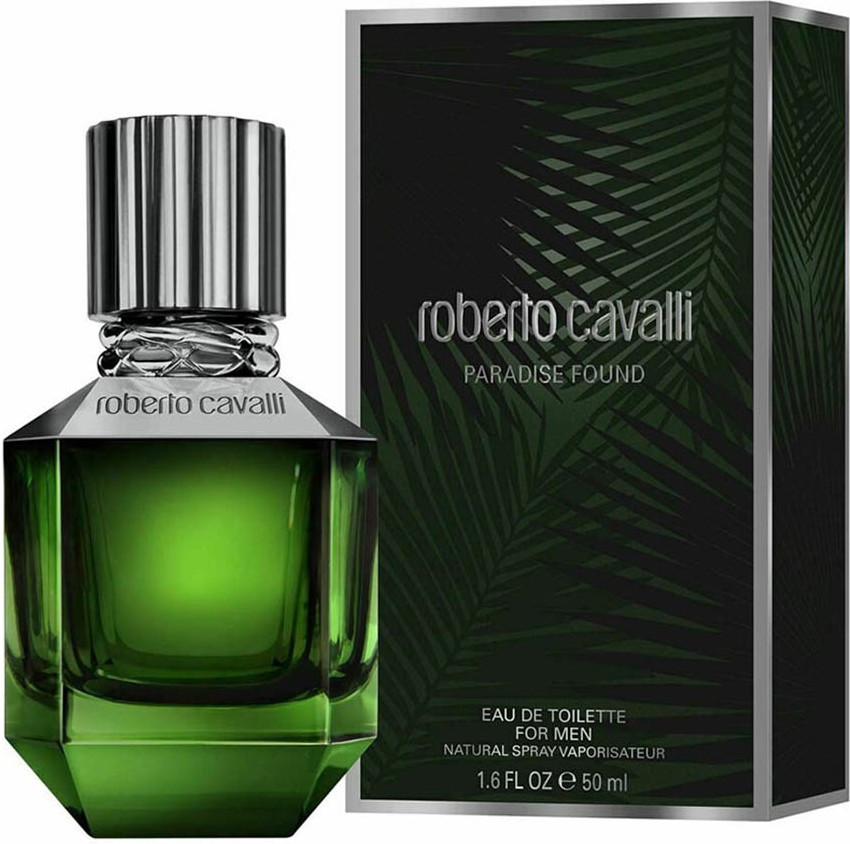 roberto cavalli
roberto cavalli
PARADISE FOUND
EAU DE TOILETTE
FOR MEN
NATURAL SPRAY VAPORISATEUR
1.6 FL OZ ℮ 50 ml